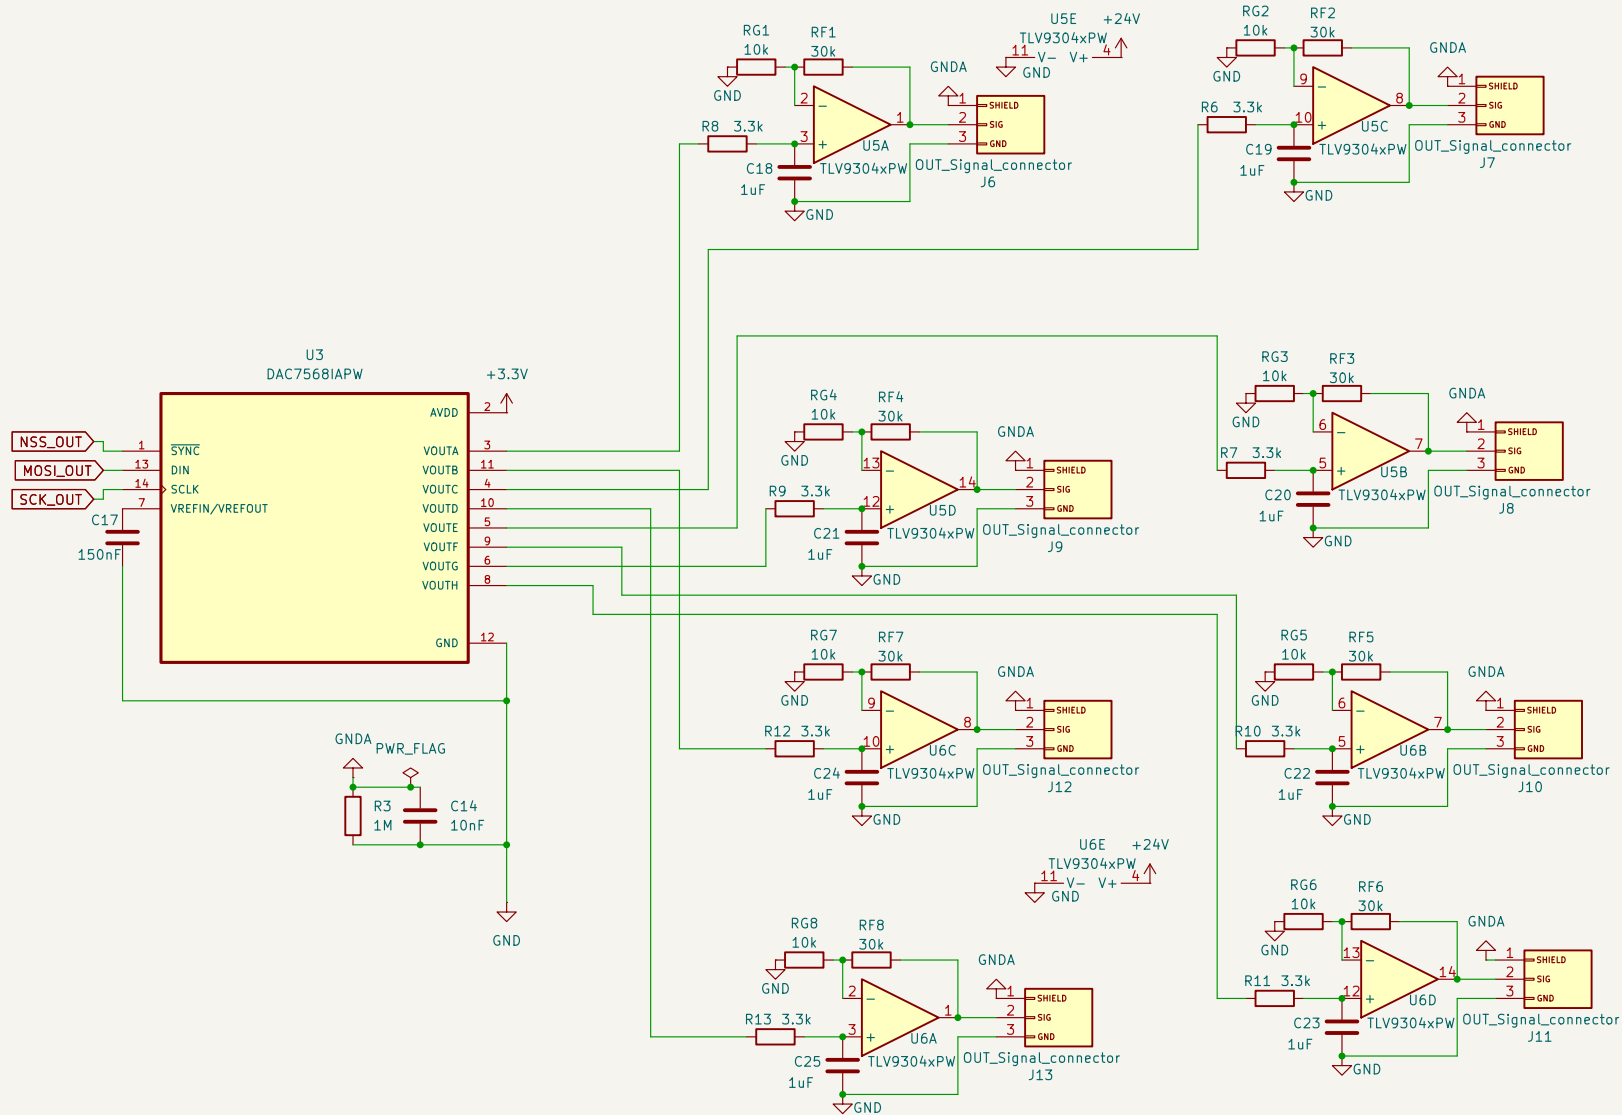 U5E +24V
TLV9304xPW
11 V- V+ 4
GND
RG1 RF1
10k 30k
GND
2
3
1
R8 3.3k
C18
1uF
U5A
TLV9304xPW
GND
GNDA
1 SHIELD
2 SIG
3 GND
OUT_Signal_connector
J6
RG2 RF2
10k 30k
GND
9
10
8
R6 3.3k
C19
1uF
U5C
TLV9304xPW
GND
GNDA
1 SHIELD
2 SIG
3 GND
OUT_Signal_connector
J7
U3
DAC7568IAPW
+3.3V
AVDD 2
NSS_OUT 1 SYNC
MOSI_OUT 13 DIN
SCK_OUT 14 SCLK
7 VREFIN/VREFOUT
C17
150nF
VOUTA 3
VOUTB 11
VOUTC 4
VOUTD 10
VOUTE 5
VOUTF 9
VOUTG 6
VOUTH 8
GND 12
RG4 RF4
10k 30k
GND
13
12
14
R9 3.3k
C21
1uF
U5D
TLV9304xPW
GND
GNDA
1 SHIELD
2 SIG
3 GND
OUT_Signal_connector
J9
RG3 RF3
10k 30k
GND
6
5
7
R7 3.3k
C20
1uF
U5B
TLV9304xPW
GND
GNDA
1 SHIELD
2 SIG
3 GND
OUT_Signal_connector
J8
RG7 RF7
10k 30k
GND
9
10
8
R12 3.3k
C24
1uF
U6C
TLV9304xPW
GND
GNDA
1 SHIELD
2 SIG
3 GND
OUT_Signal_connector
J12
RG5 RF5
10k 30k
GND
6
5
7
R10 3.3k
C22
1uF
U6B
TLV9304xPW
GND
GNDA
1 SHIELD
2 SIG
3 GND
OUT_Signal_connector
J10
GNDA PWR_FLAG
R3
1M
C14
10nF
GND
U6E +24V
TLV9304xPW
11 V- V+ 4
GND
RG8 RF8
10k 30k
GND
2
3
1
R13 3.3k
C25
1uF
U6A
TLV9304xPW
GND
GNDA
1 SHIELD
2 SIG
3 GND
OUT_Signal_connector
J13
RG6 RF6
10k 30k
GND
13
12
14
R11 3.3k
C23
1uF
U6D
TLV9304xPW
GND
GNDA
1 SHIELD
2 SIG
3 GND
OUT_Signal_connector
J11